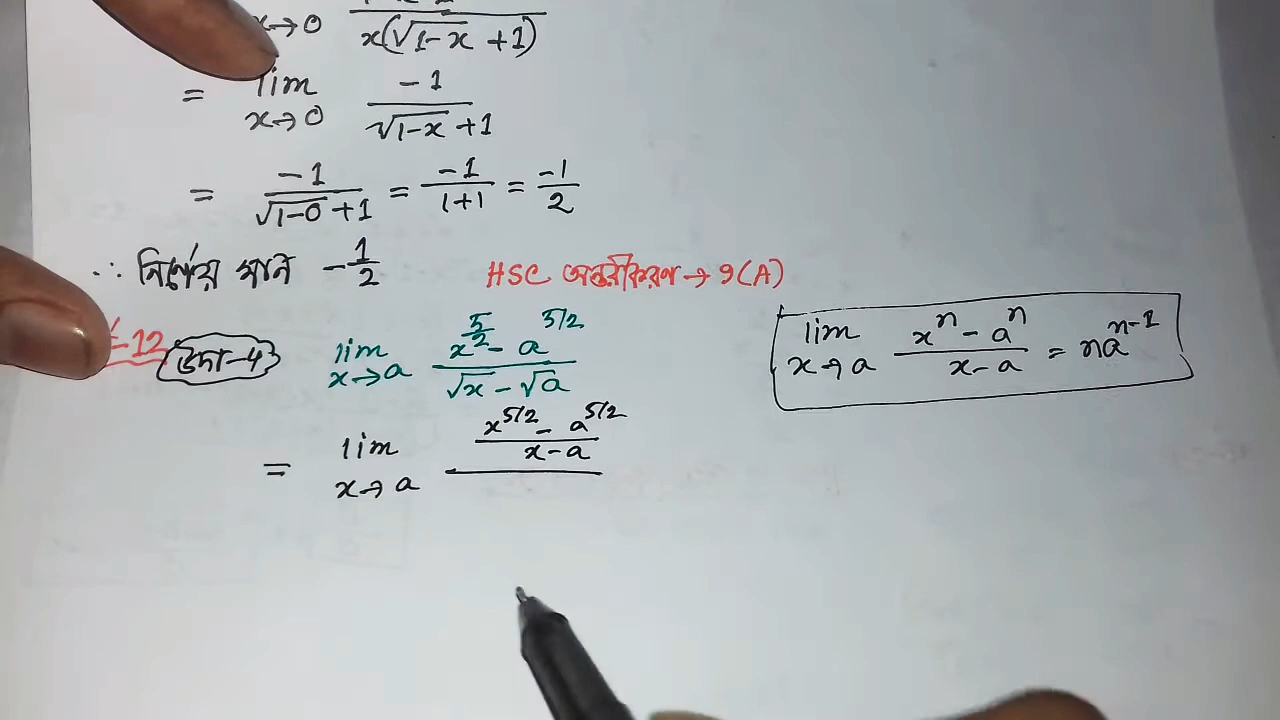 x→0 x(√1-x +1)
= lim x→0 -1/(√1-x +1)
= -1/(√1-0 +1) = -1/(1+1) = -1/2
∴ নির্ণেয় মান -1/2 HSC অন্তরীকরণ → 9(A)
-12 উদা-4 lim x→a (x^5/2 - a^5/2)/(√x - √a) lim x→a (x^n - a^n)/(x-a) = na^n-1
= lim x→a (x^5/2 - a^5/2)/(x-a)